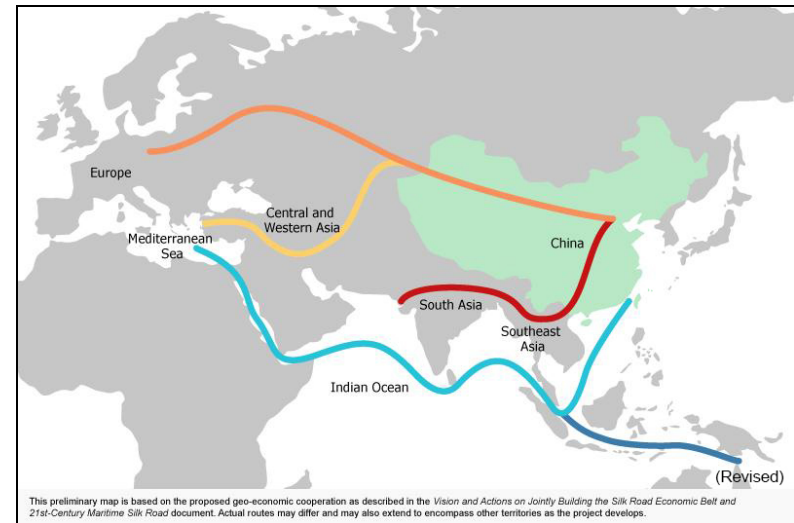 Europe
Central and
Western Asia
Mediterranean
Sea
China
South Asia
Southeast
Asia
Indian Ocean
(Revised)
This preliminary map is based on the proposed geo-economic cooperation as described in the Vision and Actions on Jointly Building the Silk Road Economic Belt and
21st-Century Maritime Silk Road document. Actual routes may differ and may also extend to encompass other territories as the project develops.